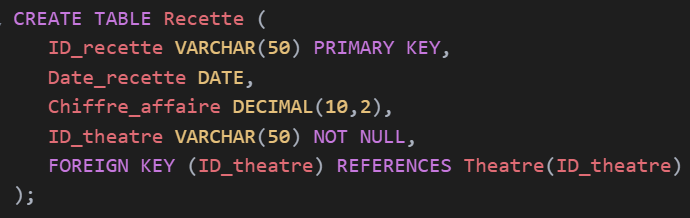 CREATE TABLE Recette (
ID_recette VARCHAR(50) PRIMARY KEY,
Date_recette DATE,
Chiffre_affaire DECIMAL(10,2),
ID_theatre VARCHAR(50) NOT NULL,
FOREIGN KEY (ID_theatre) REFERENCES Theatre(ID_theatre)
);